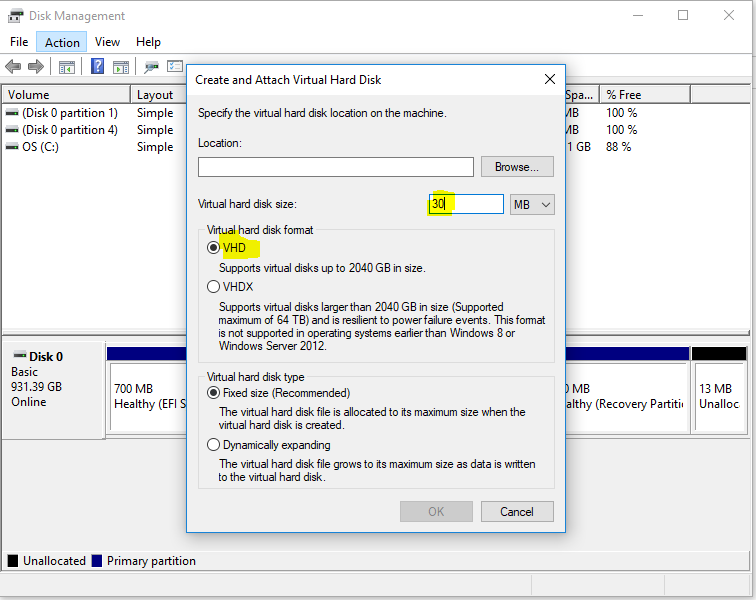 Disk Management
File Action View Help
Create and Attach Virtual Hard Disk
Volume Layout Spa... % Free
(Disk 0 partition 1) Simple MB 100 %
(Disk 0 partition 4) Simple MB 100 %
OS (C:) Simple 1 GB 88 %
Specify the virtual hard disk location on the machine.
Location:
Browse...
Virtual hard disk size: 30 MB
Virtual hard disk format
VHD
Supports virtual disks up to 2040 GB in size.
VHDX
Supports virtual disks larger than 2040 GB in size (Supported
maximum of 64 TB) and is resilient to power failure events. This format
is not supported in operating systems earlier than Windows 8 or
Windows Server 2012.
Virtual hard disk type
Fixed size (Recommended)
The virtual hard disk file is allocated to its maximum size when the
virtual hard disk is created.
Dynamically expanding
The virtual hard disk file grows to its maximum size as data is written
to the virtual hard disk.
OK Cancel
Disk 0
Basic
931.39 GB
Online
700 MB
Healthy (EFI S
0 MB
althy (Recovery Partiti
13 MB
Unalloc
Unallocated Primary partition